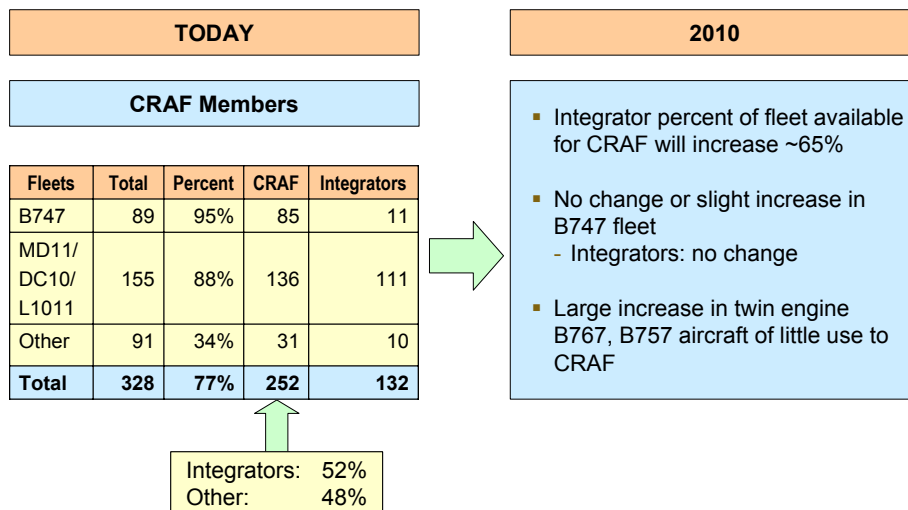 TODAY
2010
CRAF Members
Fleets Total Percent CRAF Integrators
B747 89 95% 85 11
MD11/
DC10/ 155 88% 136 111
L1011
Other 91 34% 31 10
Total 328 77% 252 132
Integrators: 52%
Other: 48%
▪ Integrator percent of fleet available
for CRAF will increase ~65%
▪ No change or slight increase in
B747 fleet
- Integrators: no change
▪ Large increase in twin engine
B767, B757 aircraft of little use to
CRAF